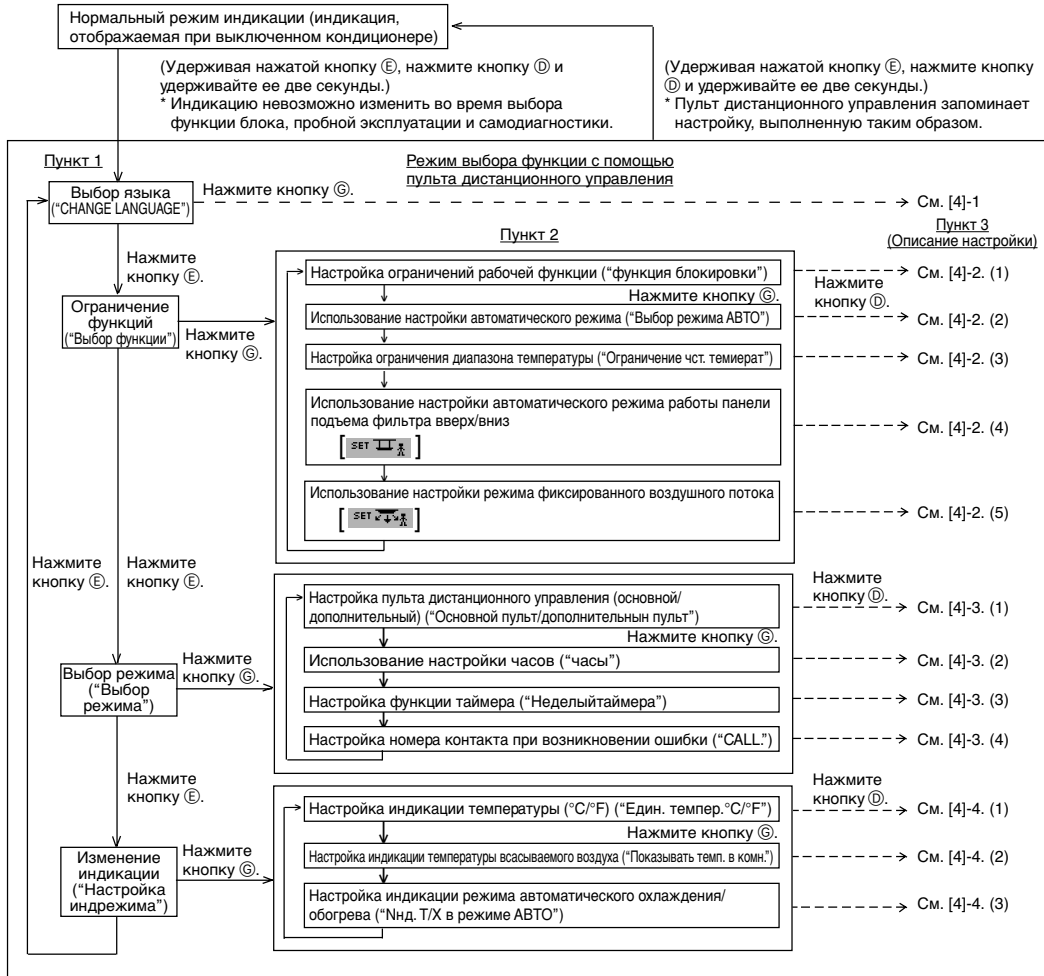 Нормальный режим индикации (индикация,
отображаемая при выключенном кондиционере)
(Удерживая нажатой кнопку Ⓔ, нажмите кнопку Ⓓ и
удерживайте ее две секунды.)
* Индикацию невозможно изменить во время выбора
функции блока, пробной эксплуатации и самодиагностики.
(Удерживая нажатой кнопку Ⓔ, нажмите кнопку
Ⓓ и удерживайте ее две секунды.)
* Пульт дистанционного управления запоминает
настройку, выполненную таким образом.
Пункт 1
Режим выбора функции с помощью
пульта дистанционного управления
Выбор языка
(“CHANGE LANGUAGE”)
Нажмите кнопку Ⓖ.
См. [4]-1
Пункт 2
Пункт 3
(Описание настройки)
Нажмите
кнопку Ⓔ.
Ограничение
функций
(“Выбор функции”)
Нажмите
кнопку Ⓖ.
Настройка ограничений рабочей функции (“функция блокировки”)
См. [4]-2. (1)
Нажмите кнопку Ⓖ.
Нажмите
кнопку Ⓓ.
Использование настройки автоматического режима (“Выбор режима АВТО”)
См. [4]-2. (2)
Настройка ограничения диапазона температуры (“Ограничение чст. темиерат”)
См. [4]-2. (3)
Использование настройки автоматического режима работы панели
подъема фильтра вверх/вниз
[ SET ]
См. [4]-2. (4)
Использование настройки режима фиксированного воздушного потока
[ SET ]
См. [4]-2. (5)
Нажмите
кнопку Ⓔ.
Нажмите
кнопку Ⓔ.
Выбор режима
(“Выбор
режима”)
Нажмите
кнопку Ⓖ.
Настройка пульта дистанционного управления (основной/
дополнительный) (“Основной пульт/дополнительнын пульт”)
Нажмите
кнопку Ⓓ.
См. [4]-3. (1)
Нажмите кнопку Ⓖ.
Использование настройки часов (“часы”)
См. [4]-3. (2)
Настройка функции таймера (“Неделыйтаймера”)
См. [4]-3. (3)
Настройка номера контакта при возникновении ошибки (“CALL.”)
См. [4]-3. (4)
Нажмите
кнопку Ⓔ.
Изменение
индикации
(“Настройка
индрежима”)
Нажмите
кнопку Ⓖ.
Настройка индикации температуры (°C/°F) (“Един. темпер.°C/°F”)
Нажмите
кнопку Ⓓ.
См. [4]-4. (1)
Нажмите кнопку Ⓖ.
Настройка индикации температуры всасываемого воздуха (“Показывать темп. в комн.”)
См. [4]-4. (2)
Настройка индикации режима автоматического охлаждения/
обогрева (“Nнд. Т/Х в режиме АВТО”)
См. [4]-4. (3)